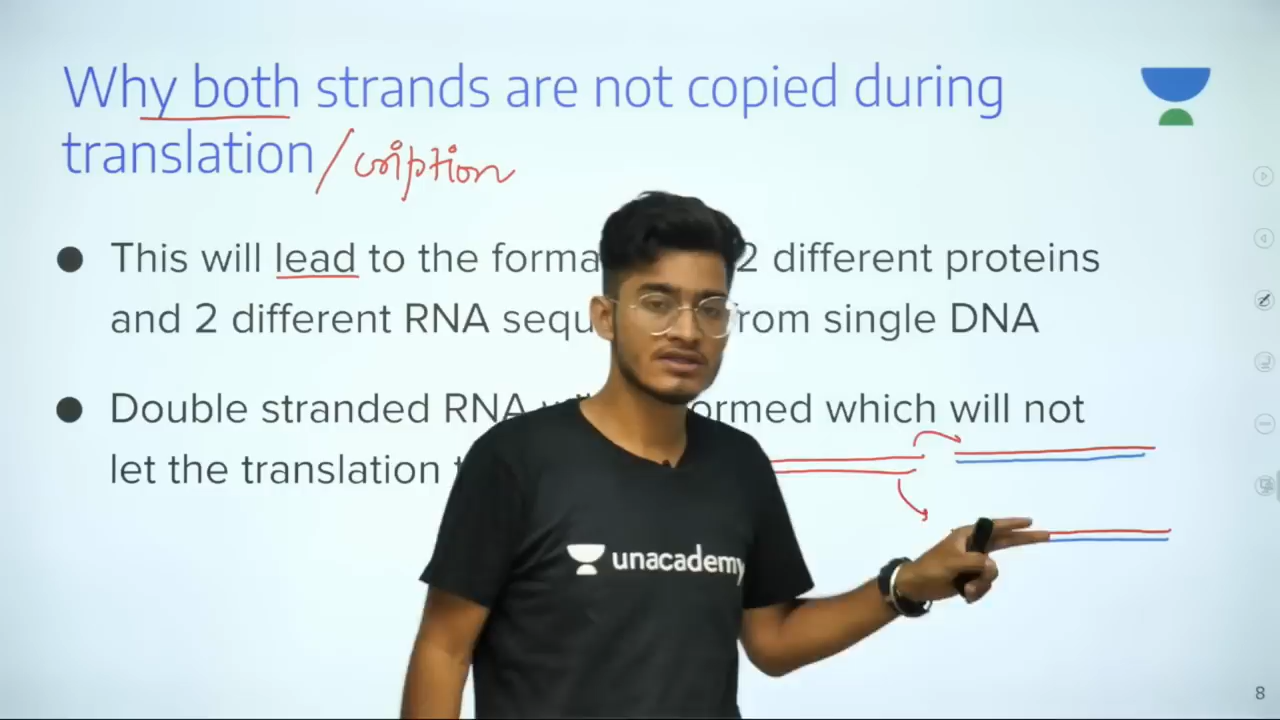 Why both strands are not copied during
translation /cription
This will lead to the forma 2 different proteins
and 2 different RNA sequ rom single DNA
Double stranded RNA ormed which will not
let the translation
unacademy
8